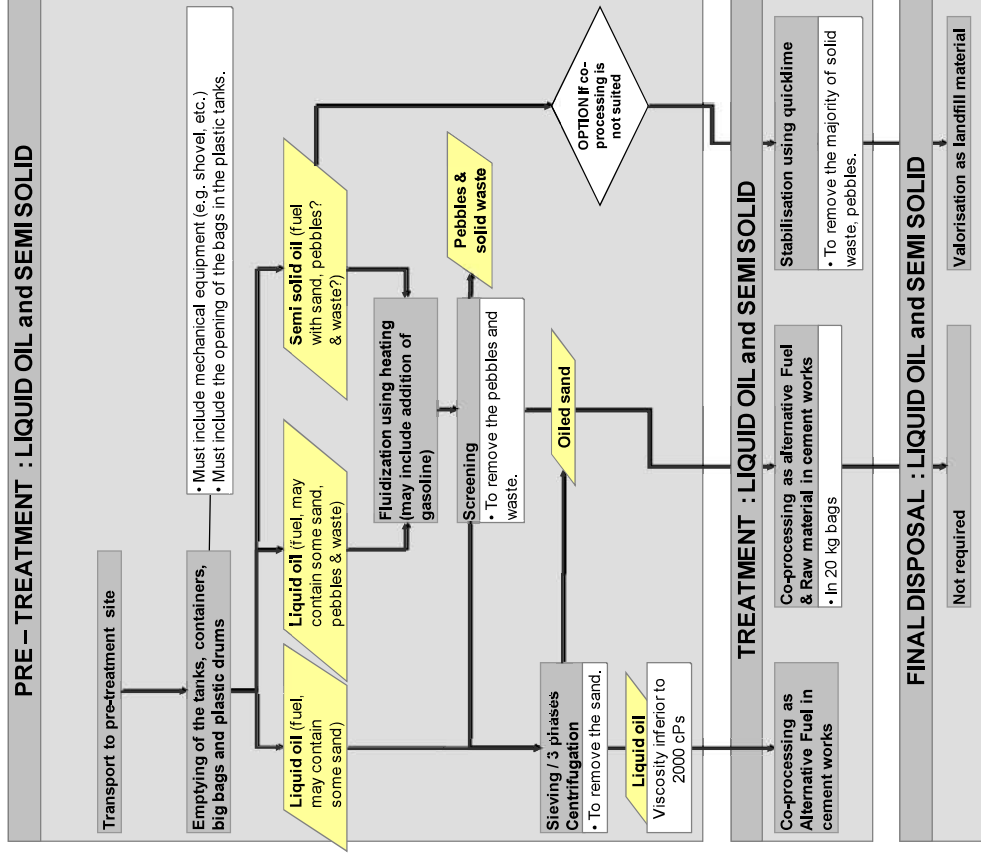 PRE – TREATMENT : LIQUID OIL and SEMI SOLID
Transport to pre-treatment site
Emptying of the tanks, containers,
big bags and plastic drums
• Must include mechanical equipment (e.g. shovel, etc.)
• Must include the opening of the bags in the plastic tanks.
Liquid oil (fuel,
may contain
some sand)
Liquid oil (fuel, may
contain some sand,
pebbles & waste)
Semi solid oil (fuel
with sand, pebbles?
& waste?)
Fluidization using heating
(may include addition of
gasoline)
Screening
• To remove the pebbles and
waste.
Pebbles &
solid waste
OPTION If co-
processing is
not suited
Sieving / 3 phases
Centrifugation
• To remove the sand.
Oiled sand
Liquid oil
Viscosity inferior to
2000 cPs
TREATMENT : LIQUID OIL and SEMI SOLID
Co-processing as
Alternative Fuel in
cement works
Co-processing as alternative Fuel
& Raw material in cement works
• In 20 kg bags
Stabilisation using quicklime
• To remove the majority of solid
waste, pebbles.
FINAL DISPOSAL : LIQUID OIL and SEMI SOLID
Not required
Valorisation as landfill material